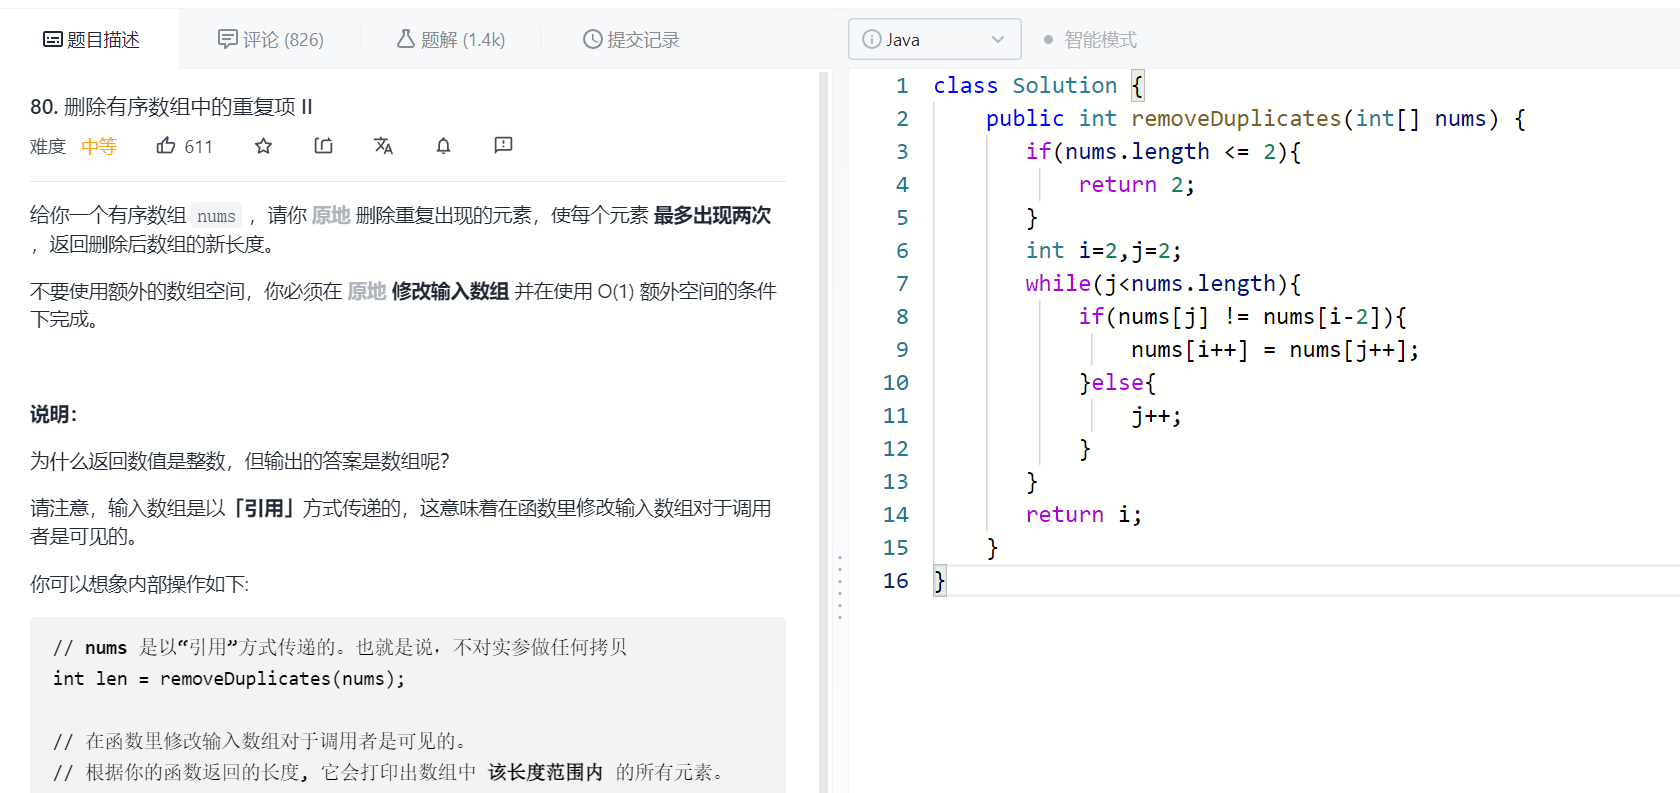 题目描述
评论 (826)
题解 (1.4k)
提交记录
80. 删除有序数组中的重复项 II
难度 中等 611
给你一个有序数组 nums ，请你 原地 删除重复出现的元素，使每个元素 最多出现两次
，返回删除后数组的新长度。
不要使用额外的数组空间，你必须在 原地 修改输入数组 并在使用 O(1) 额外空间的条件
下完成。
说明：
为什么返回数值是整数，但输出的答案是数组呢？
请注意，输入数组是以「引用」方式传递的，这意味着在函数里修改输入数组对于调用
者是可见的。
你可以想象内部操作如下:
// nums 是以“引用”方式传递的。也就是说，不对实参做任何拷贝
int len = removeDuplicates(nums);
// 在函数里修改输入数组对于调用者是可见的。
// 根据你的函数返回的长度, 它会打印出数组中 该长度范围内 的所有元素。
Java
智能模式
1 class Solution {
2     public int removeDuplicates(int[] nums) {
3        if(nums.length <= 2){
4            return 2;
5        }
6        int i=2,j=2;
7        while(j<nums.length){
8            if(nums[j] != nums[i-2]){
9                nums[i++] = nums[j++];
10            }else{
11                j++;
12            }
13        }
14        return i;
15     }
16 }